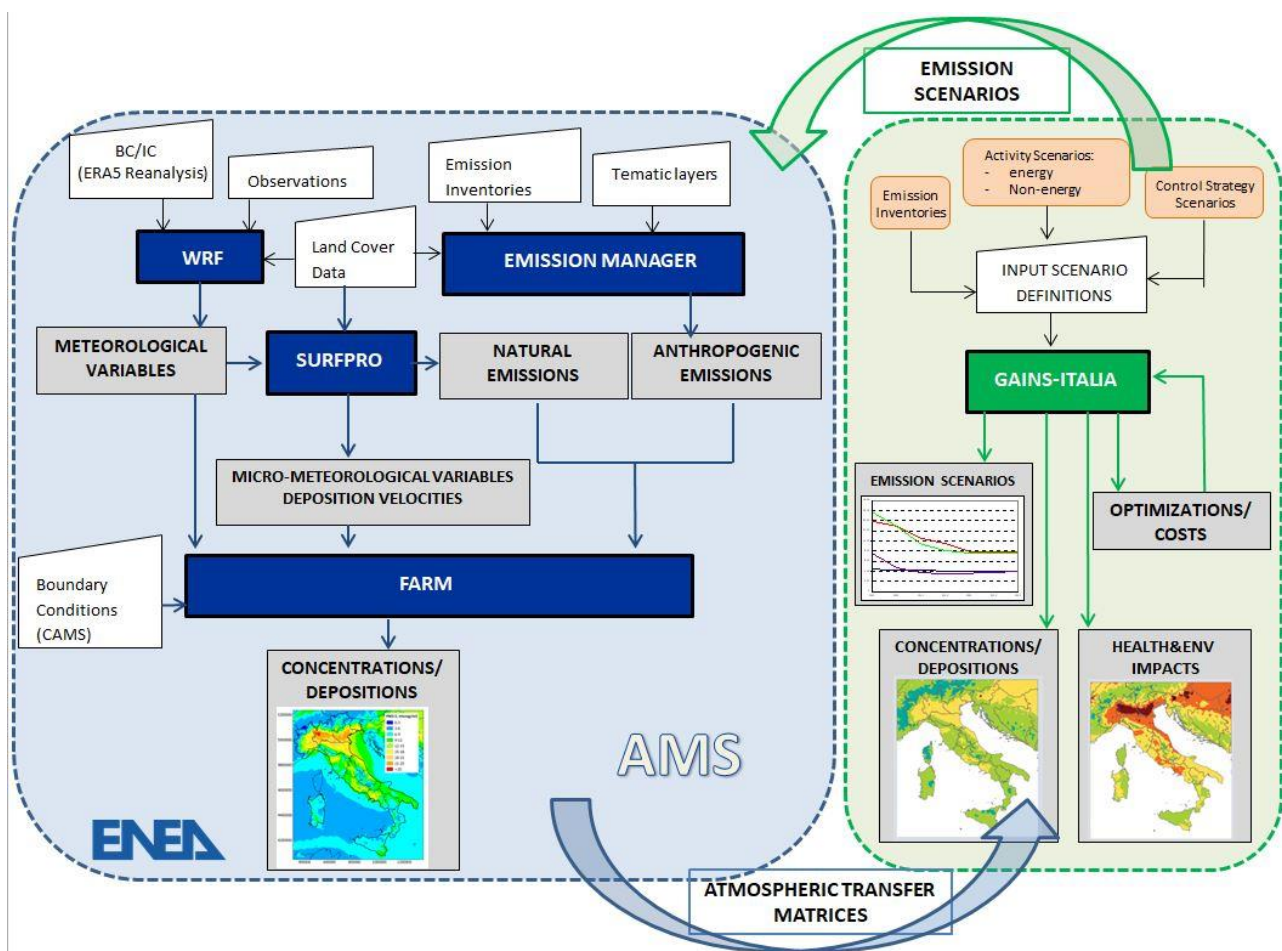 EMISSION
SCENARIOS
BC/IC
(ERA5 Reanalysis)
Observations
Emission
Inventories
Tematic layers
Land Cover
Data
WRF
EMISSION MANAGER
METEOROLOGICAL
VARIABLES
SURFPRO
NATURAL
EMISSIONS
ANTHROPOGENIC
EMISSIONS
MICRO-METEOROLOGICAL VARIABLES
DEPOSITION VELOCITIES
Boundary
Conditions
(CAMS)
FARM
CONCENTRATIONS/
DEPOSITIONS
AMS
ENEA
Emission
Inventories
Activity Scenarios:
- energy
- Non-energy
Control Strategy
Scenarios
INPUT SCENARIO
DEFINITIONS
GAINS-ITALIA
EMISSION SCENARIOS
OPTIMIZATIONS/
COSTS
CONCENTRATIONS/
DEPOSITIONS
HEALTH&ENV
IMPACTS
ATMOSPHERIC TRANSFER
MATRICES